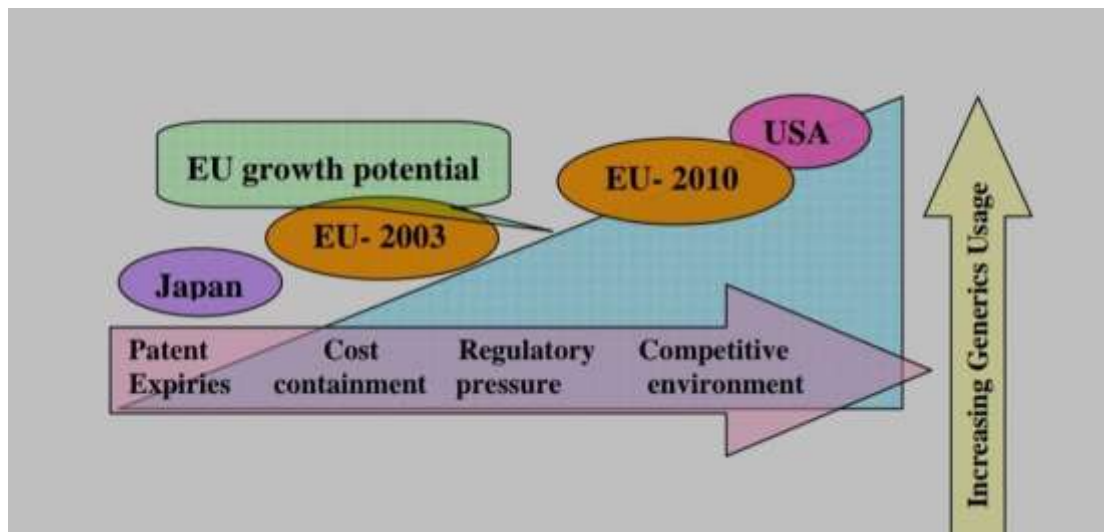 USA
EU growth potential
EU- 2010
EU- 2003
Japan
Patent Cost Regulatory Competitive
Expiries containment pressure environment
Increasing Generics Usage